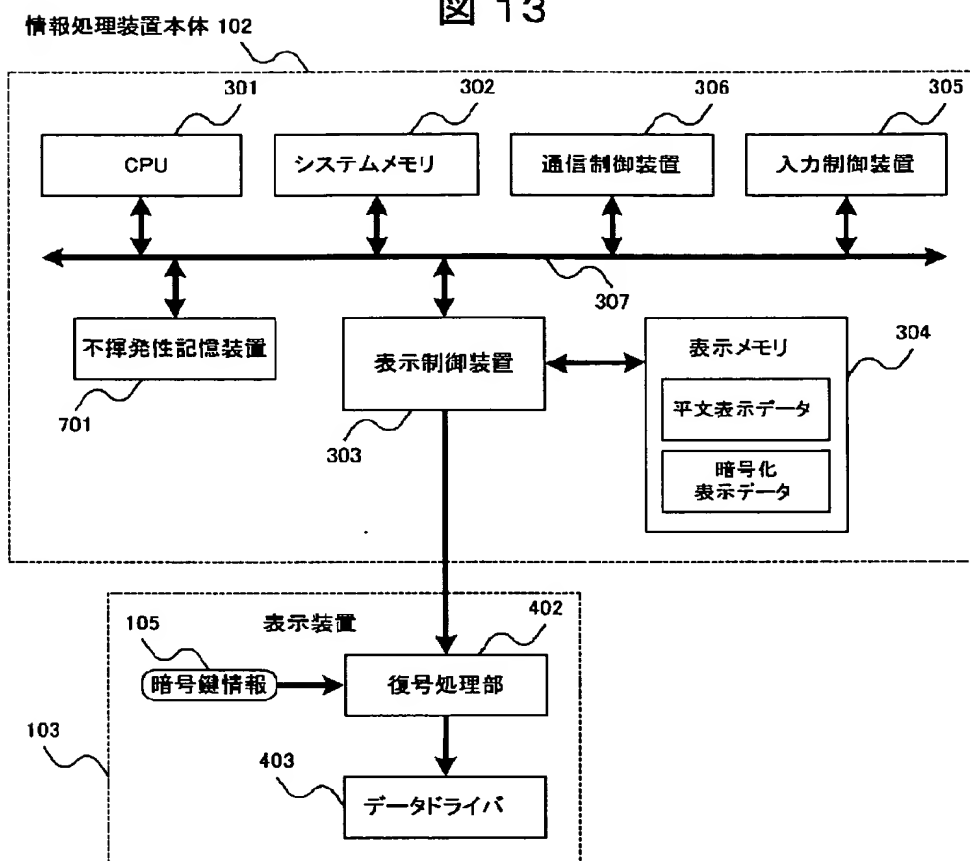 図 13
情報処理装置本体 102
301
302
306
305
CPU
システムメモリ
通信制御装置
入力制御装置
307
不揮発性記憶装置
701
表示制御装置
303
表示メモリ
304
平文表示データ
暗号化
表示データ
表示装置
402
105
暗号鍵情報
復号処理部
103
403
データドライバ